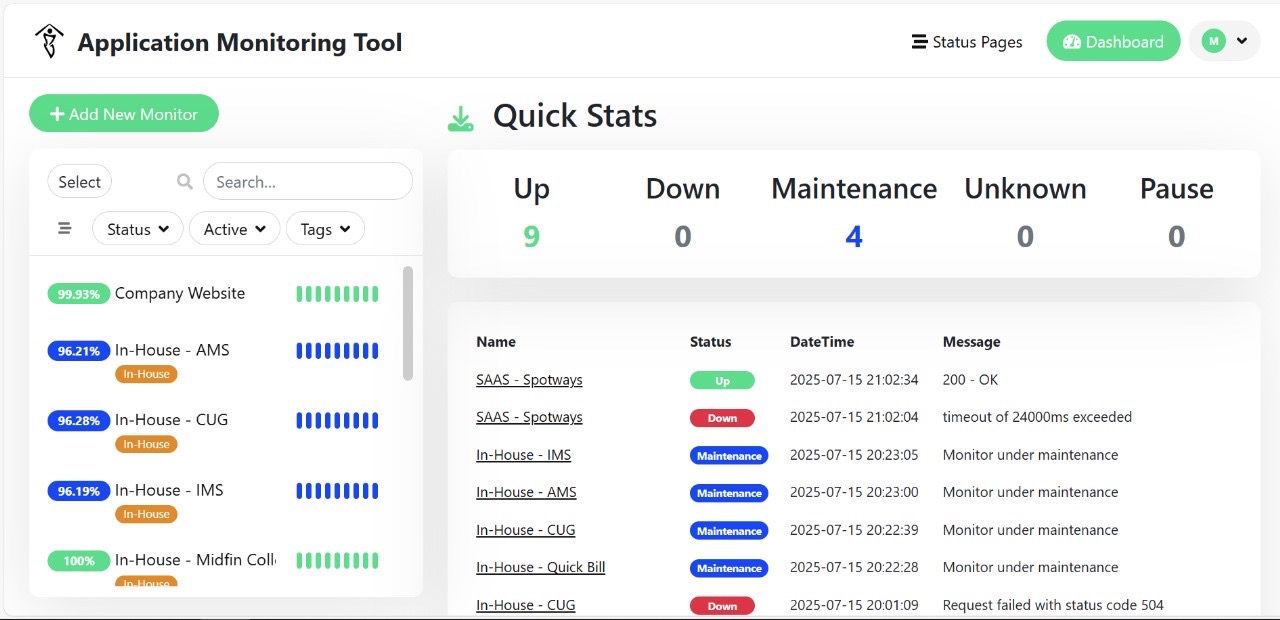 Application Monitoring Tool
Status Pages
Dashboard
M
Add New Monitor
Quick Stats
Select
Search...
Status
Active
Tags
Up Down Maintenance Unknown Pause
9 0 4 0 0
99.93% Company Website
96.21% In-House - AMS
In-House
96.28% In-House - CUG
In-House
96.19% In-House - IMS
In-House
100% In-House - Midfin Coll
In-House
Name Status DateTime Message
SAAS - Spotways Up 2025-07-15 21:02:34 200 - OK
SAAS - Spotways Down 2025-07-15 21:02:04 timeout of 24000ms exceeded
In-House - IMS Maintenance 2025-07-15 20:23:05 Monitor under maintenance
In-House - AMS Maintenance 2025-07-15 20:23:00 Monitor under maintenance
In-House - CUG Maintenance 2025-07-15 20:22:39 Monitor under maintenance
In-House - Quick Bill Maintenance 2025-07-15 20:22:28 Monitor under maintenance
In-House - CUG Down 2025-07-15 20:01:09 Request failed with status code 504